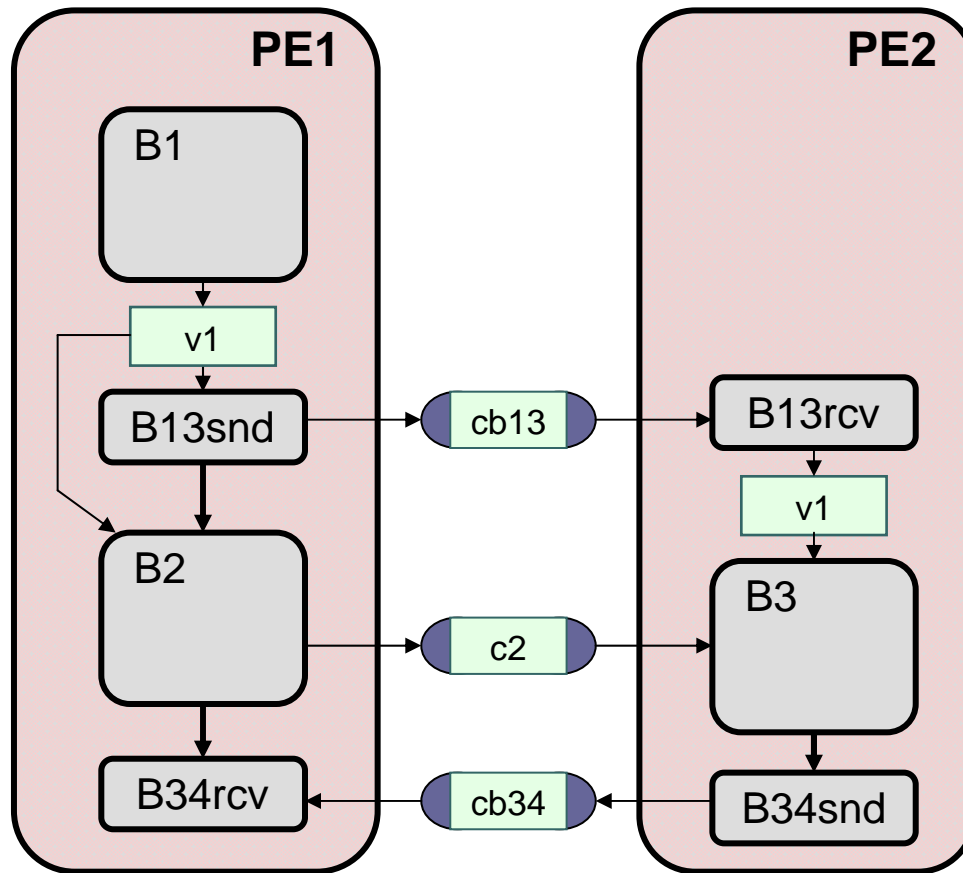 PE1
B1
v1
B13snd
B2
B34rcv
cb13
c2
cb34
PE2
B13rcv
v1
B3
B34snd